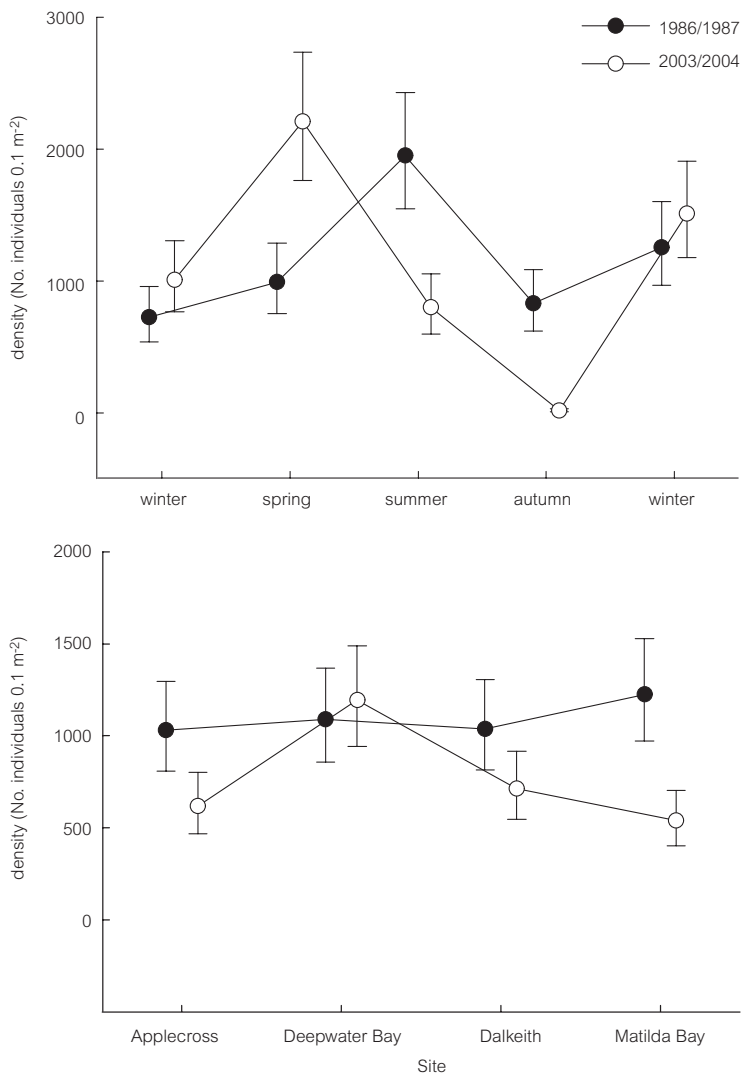 3000
2000
1000
0
density (No. individuals 0.1 m-2)
1986/1987
2003/2004
winter spring summer autumn winter
2000
1500
1000
500
0
density (No. individuals 0.1 m-2)
Applecross Deepwater Bay Dalkeith Matilda Bay
Site